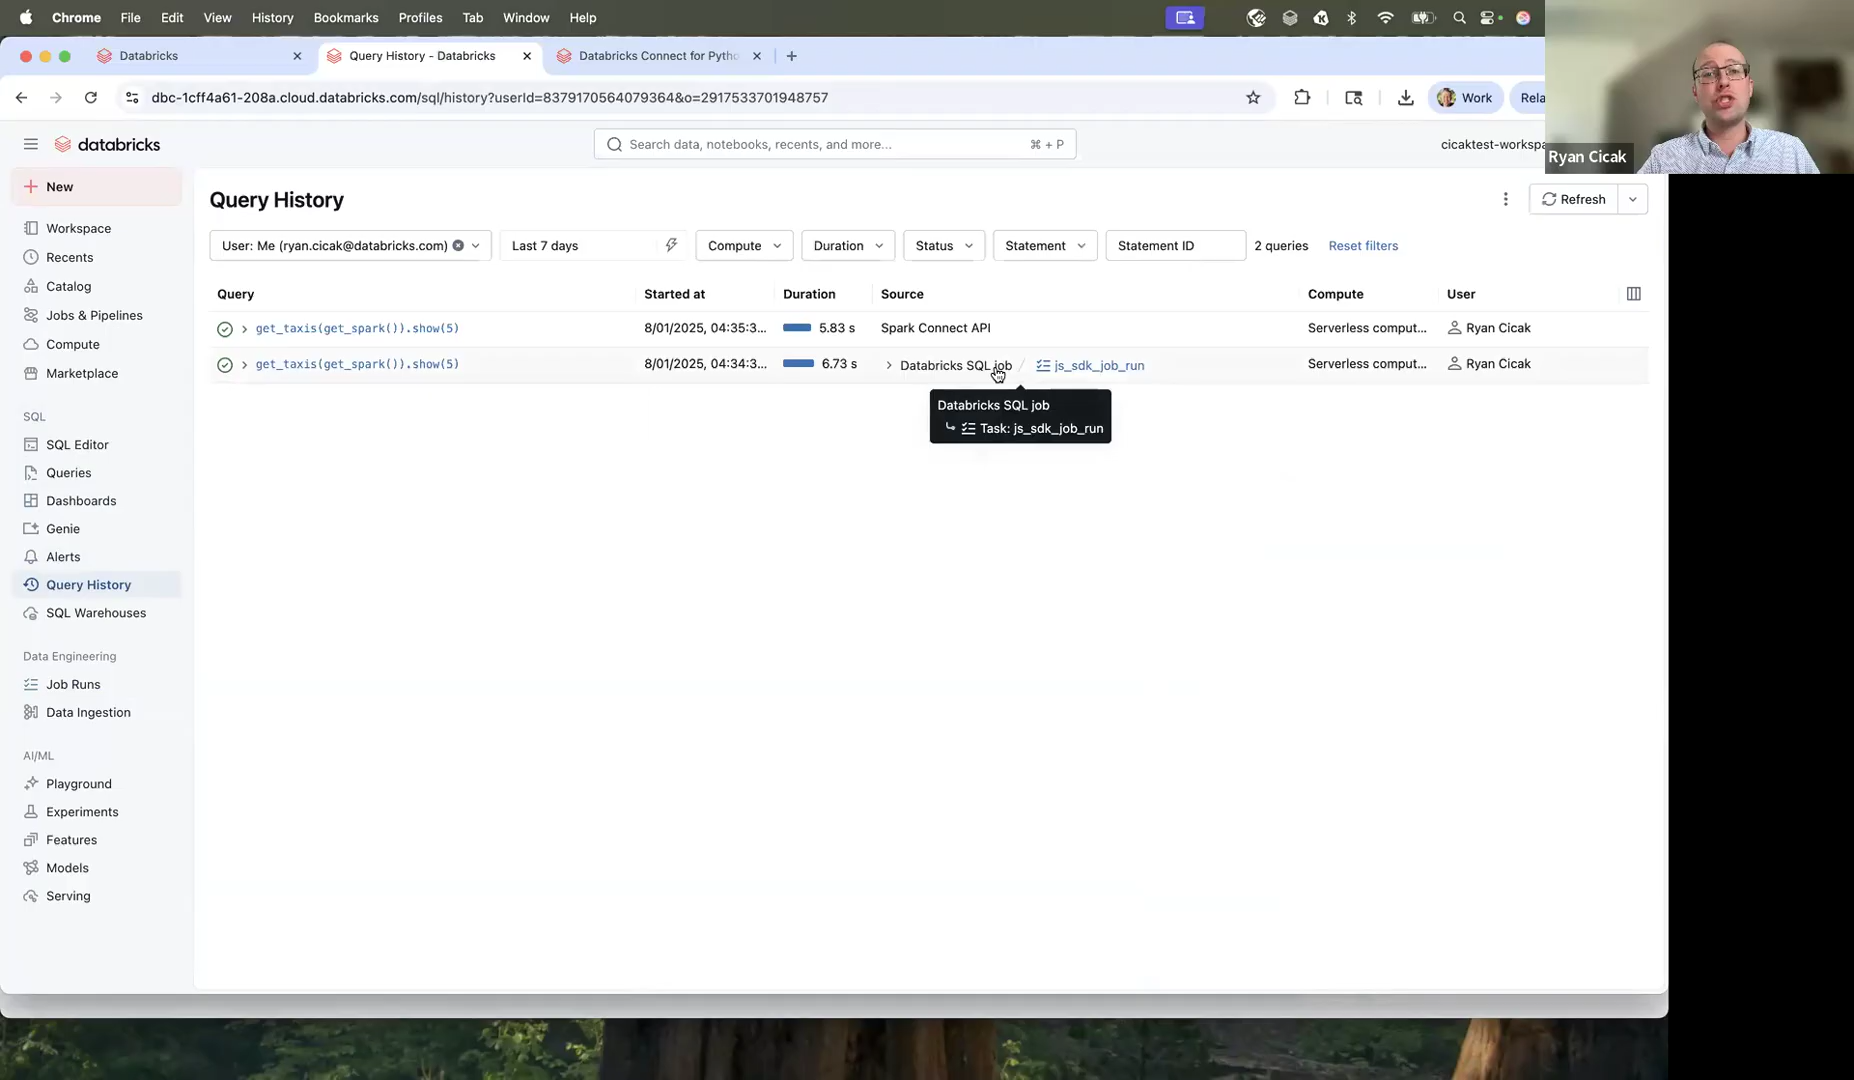 Chrome File Edit View History Bookmarks Profiles Tab Window Help
Databricks
Query History - Databricks
Databricks Connect for Pytho
dbc-1cff4a61-208a.cloud.databricks.com/sql/history?userId=8379170564079364&o=2917533701948757
Work
Rela
Ryan Cicak
databricks
Search data, notebooks, recents, and more...
⌘ + P
cicaktest-workspa
New
Workspace
Recents
Catalog
Jobs & Pipelines
Compute
Marketplace
SQL
SQL Editor
Queries
Dashboards
Genie
Alerts
Query History
SQL Warehouses
Data Engineering
Job Runs
Data Ingestion
AI/ML
Playground
Experiments
Features
Models
Serving
Query History
Refresh
User: Me (ryan.cicak@databricks.com) Last 7 days Compute Duration Status Statement Statement ID 2 queries Reset filters
Query Started at Duration Source Compute User
get_taxis(get_spark()).show(5) 8/01/2025, 04:35:3... 5.83 s Spark Connect API Serverless comput... Ryan Cicak
get_taxis(get_spark()).show(5) 8/01/2025, 04:34:3... 6.73 s Databricks SQL job / js_sdk_job_run Serverless comput... Ryan Cicak
Databricks SQL job
Task: js_sdk_job_run